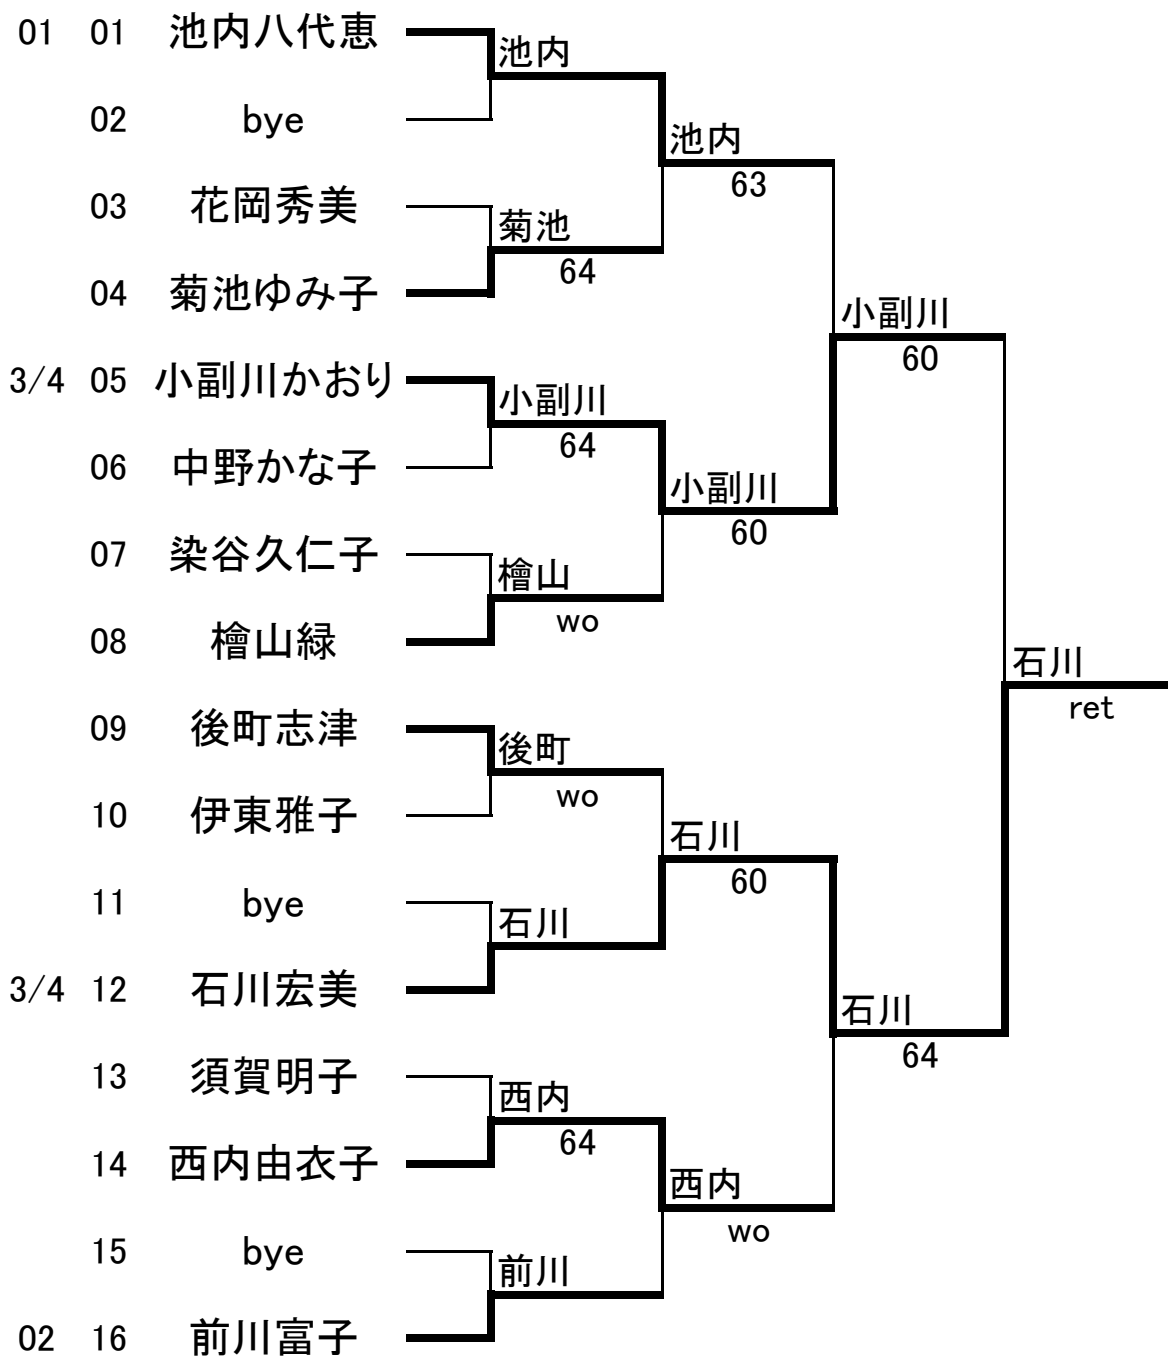 01 01 池内八代恵
池内
02 bye
池内
63
03 花岡秀美
菊池
64
04 菊池ゆみ子
小副川
60
3/4 05 小副川かおり
小副川
64
06 中野かな子
小副川
60
07 染谷久仁子
檜山
wo
08 檜山緑
石川
ret
09 後町志津
後町
wo
10 伊東雅子
石川
60
11 bye
石川
3/4 12 石川宏美
石川
64
13 須賀明子
西内
64
14 西内由衣子
西内
wo
15 bye
前川
02 16 前川富子